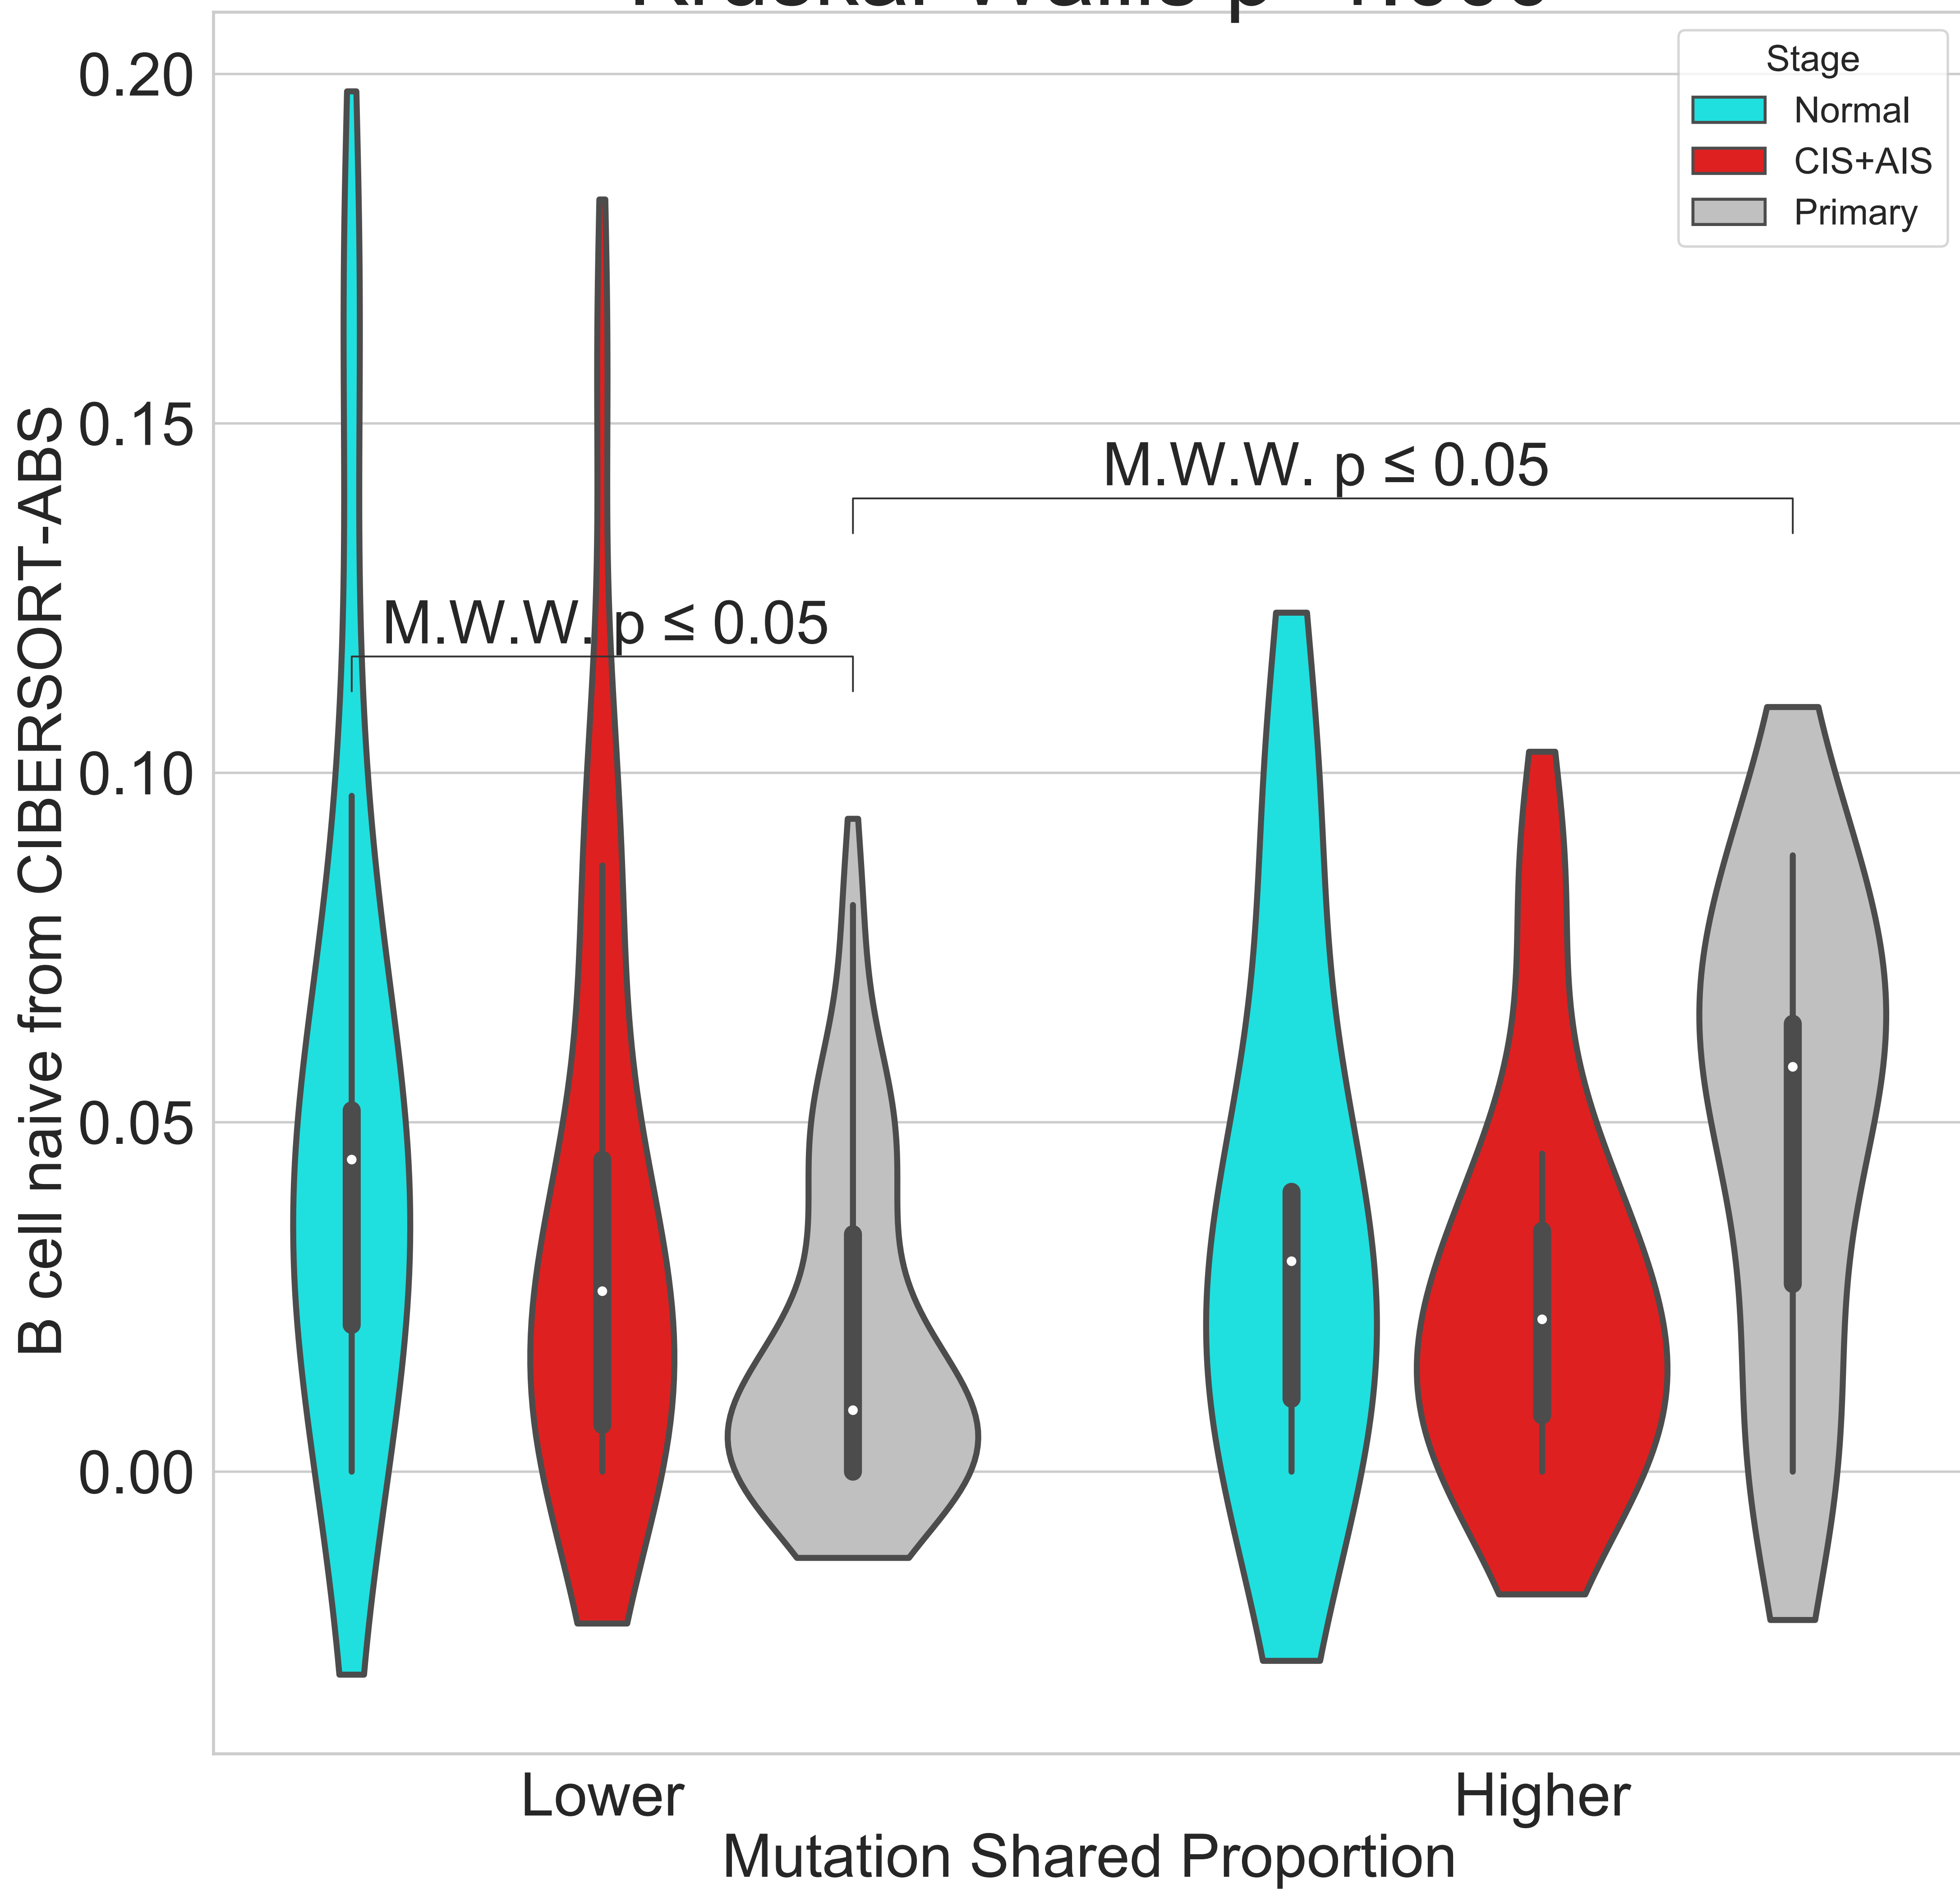 Stage
Normal
CIS+AIS
Primary
0.20
0.15
0.10
0.05
0.00
B cell naive from CIBERSORT-ABS
M.W.W. p ≤ 0.05
M.W.W. p ≤ 0.05
Lower
Higher
Mutation Shared Proportion